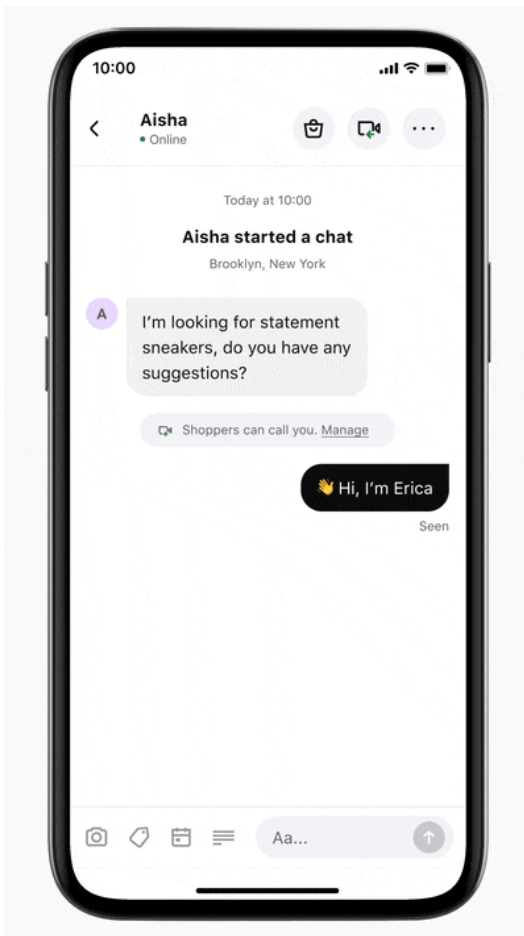 10:00
Aisha
• Online
Today at 10:00
Aisha started a chat
Brooklyn, New York
A
I'm looking for statement
sneakers, do you have any
suggestions?
Shoppers can call you. Manage
👋 Hi, I'm Erica
Seen
Aa...